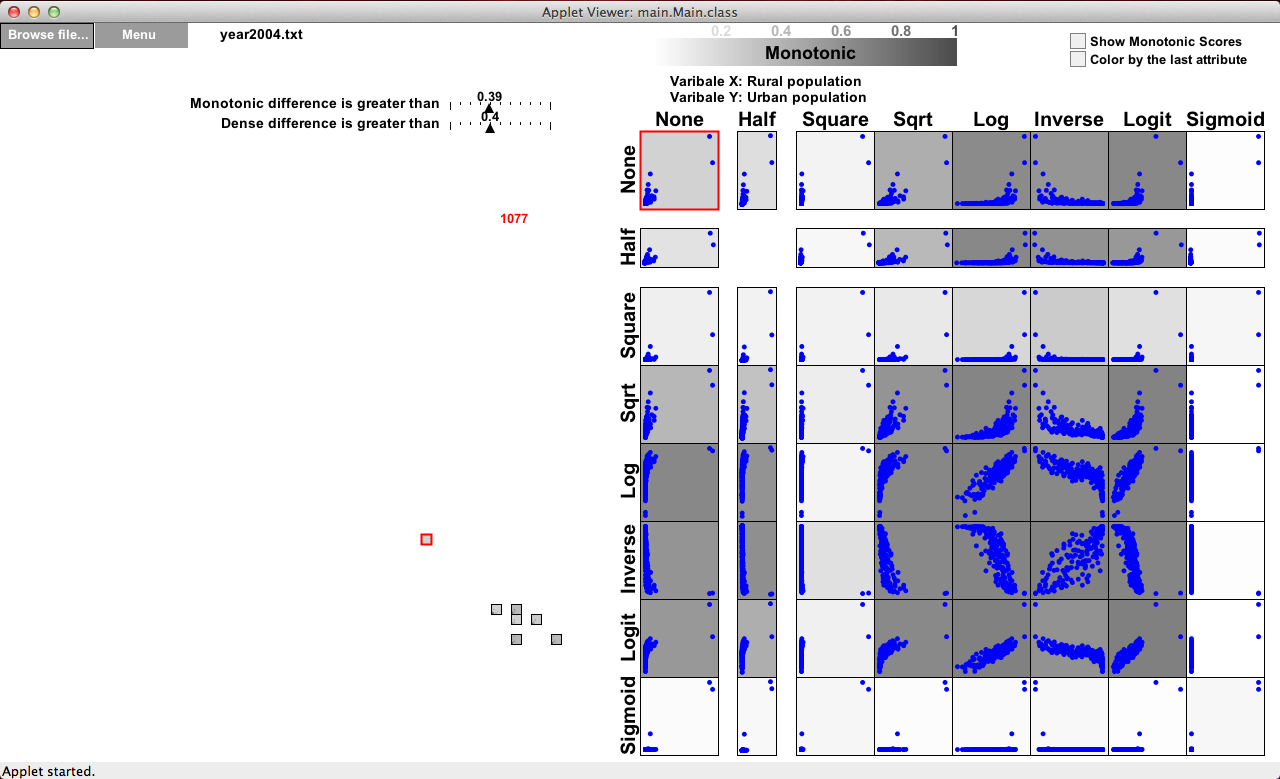 Applet Viewer: main.Main.class
Browse file... Menu year2004.txt
0.2 0.4 0.6 0.8 1
Monotonic
Show Monotonic Scores
Color by the last attribute
Varibale X: Rural population
Varibale Y: Urban population
Monotonic difference is greater than 0.39
Dense difference is greater than 0.4
None Half Square Sqrt Log Inverse Logit Sigmoid
None
1077
Half
Square
Sqrt
Log
Inverse
Logit
Sigmoid
Applet started.